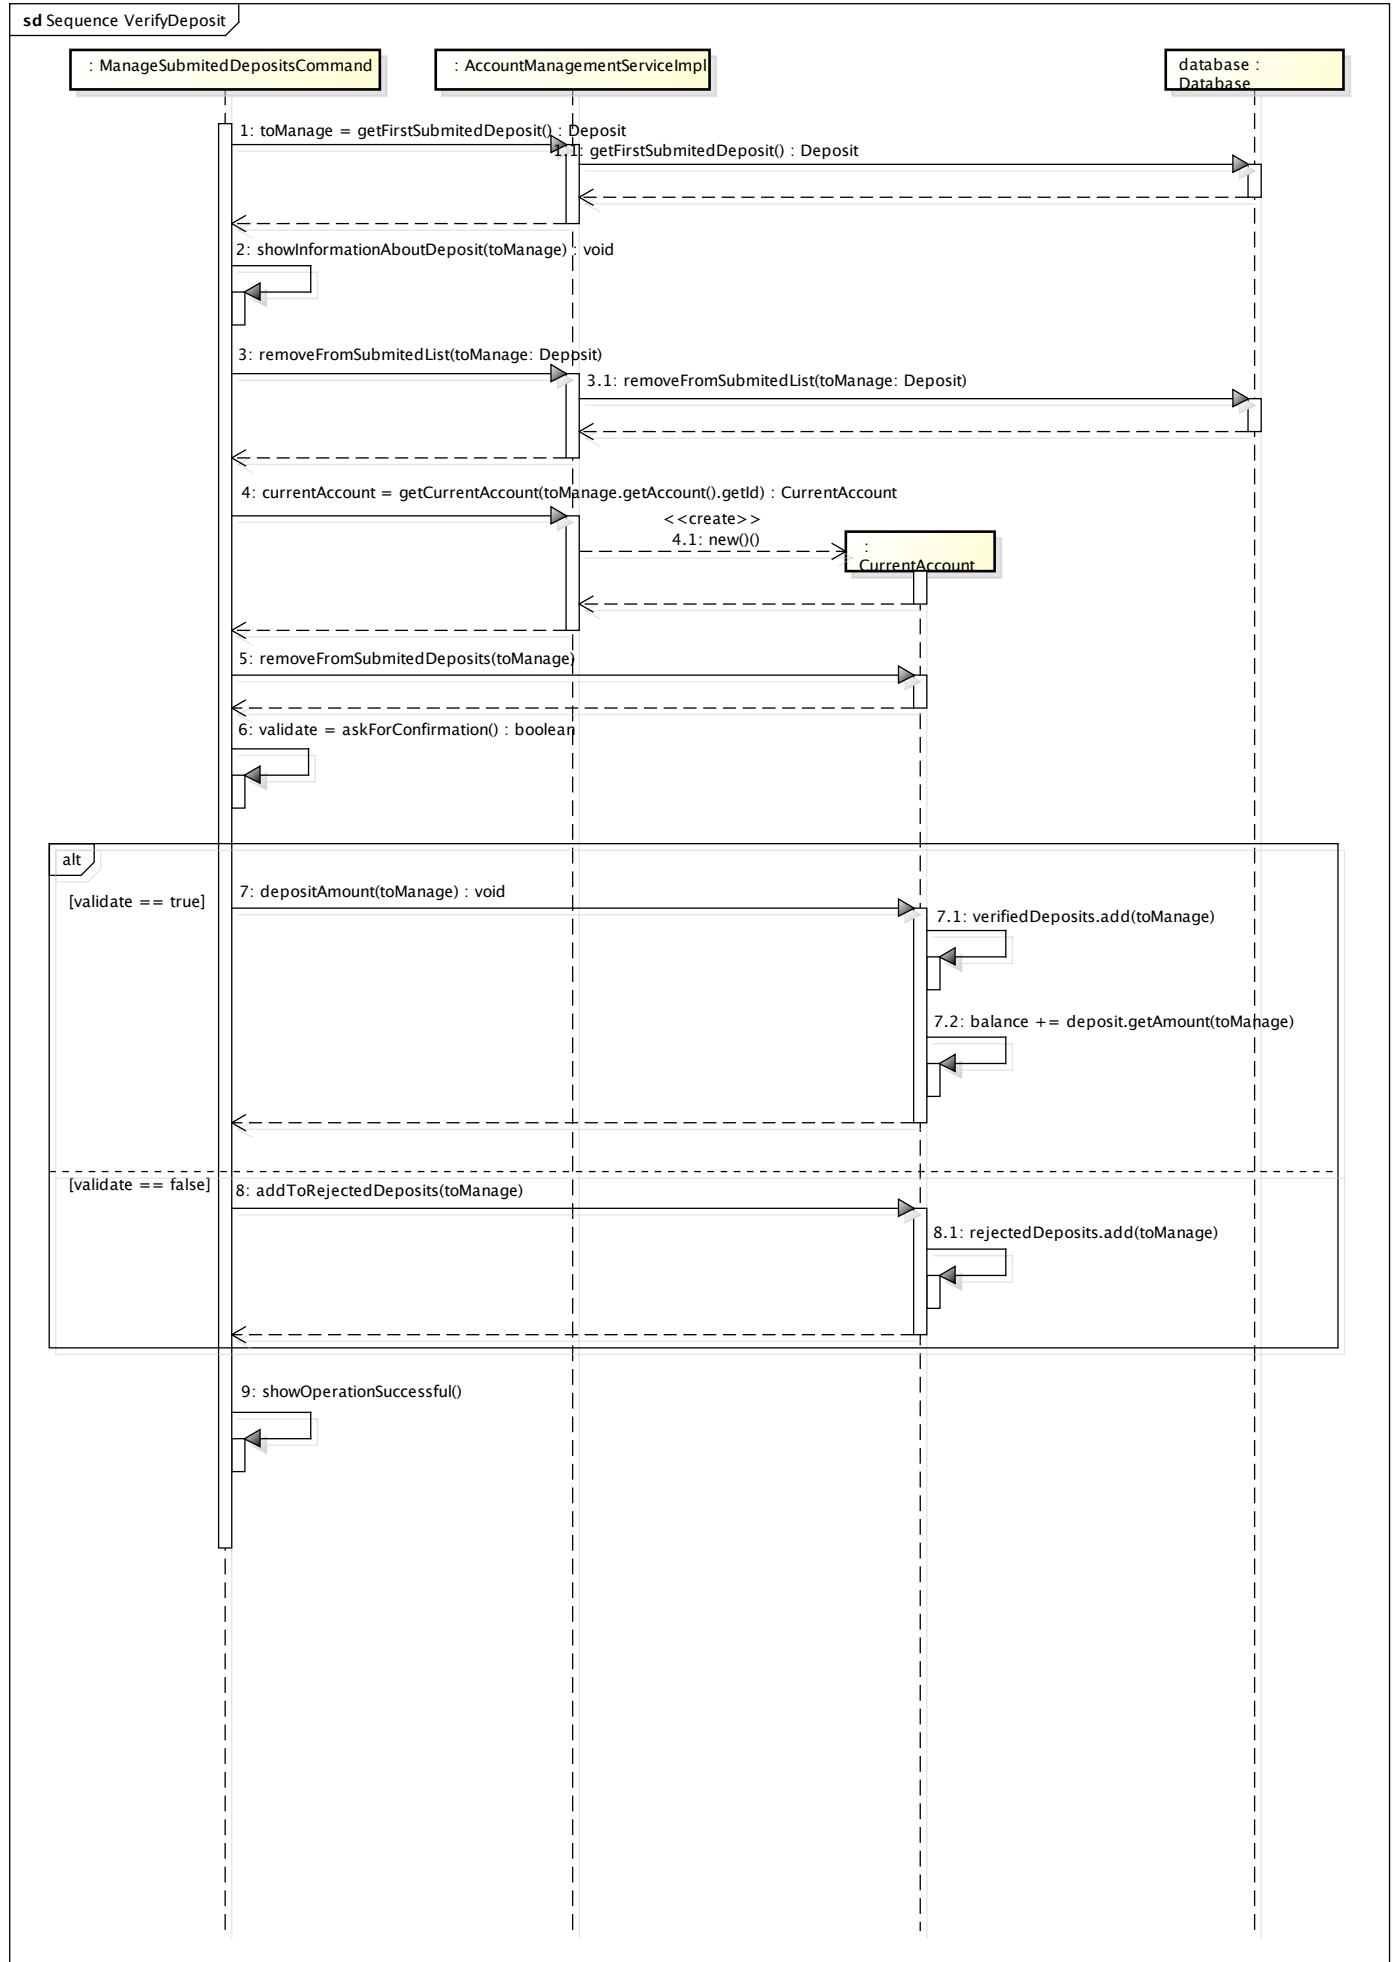 sd Sequence VerifyDeposit
: ManageSubmitedDepositsCommand
: AccountManagementServiceImpl
database :
Database
1: toManage = getFirstSubmitedDeposit() : Deposit
1.1: getFirstSubmitedDeposit() : Deposit
2: showInformationAboutDeposit(toManage) : void
3: removeFromSubmitedList(toManage: Deposit)
3.1: removeFromSubmitedList(toManage: Deposit)
4: currentAccount = getCurrentAccount(toManage.getAccount().getId) : CurrentAccount
<<create>>
4.1: new()()
:
CurrentAccount
5: removeFromSubmitedDeposits(toManage)
6: validate = askForConfirmation() : boolean
alt
[validate == true]
7: depositAmount(toManage) : void
7.1: verifiedDeposits.add(toManage)
7.2: balance += deposit.getAmount(toManage)
[validate == false]
8: addToRejectedDeposits(toManage)
8.1: rejectedDeposits.add(toManage)
9: showOperationSuccessful()